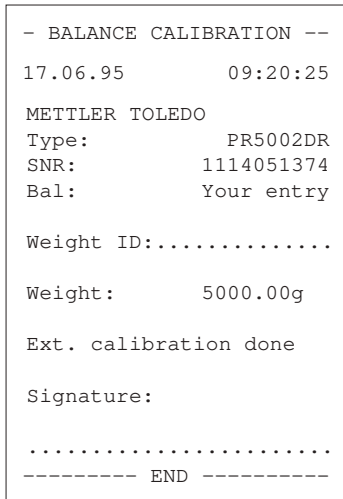 - BALANCE CALIBRATION --
17.06.95 09:20:25
METTLER TOLEDO
Type: PR5002DR
SNR: 1114051374
Bal: Your entry
Weight ID:..............
Weight: 5000.00g
Ext. calibration done
Signature:
........................
--------- END ----------